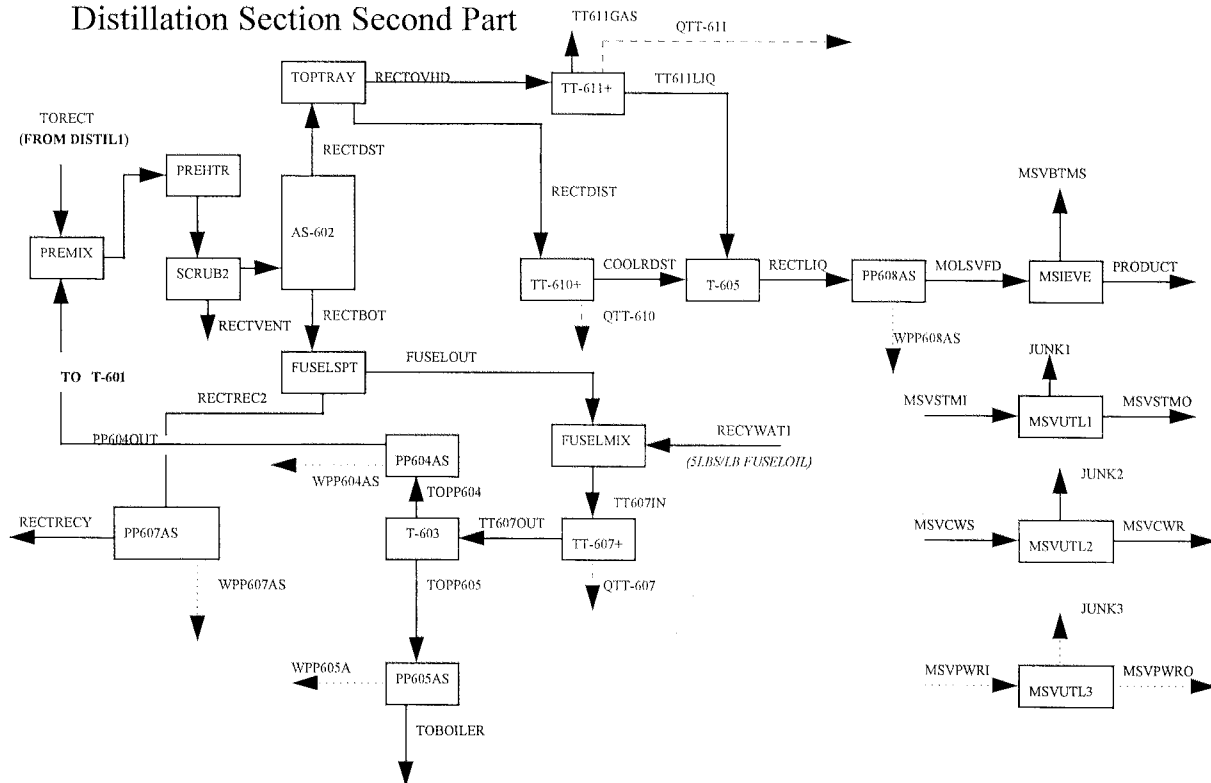 Distillation Section Second Part
TT611GAS
QTT-611
TOPTRAY
RECTOVHD
TT-611+
TT611LIQ
TORECT
(FROM DISTIL1)
RECTDST
PREHTR
RECTDIST
MSVBTMS
AS-602
PREMIX
SCRUB2
TT-610+
COOLRDST
T-605
RECTLIQ
PP608AS
MOLSVFD
MSIEVE
PRODUCT
RECTVENT
RECTBOT
QTT-610
WPP608AS
FUSELSPT
FUSELOUT
JUNK1
TO T-601
RECTREC2
MSVSTMI
MSVUTL1
MSVSTMO
PP604OUT
PP604AS
FUSELMIX
RECYWAT1
(5LBS/LB FUSELOIL)
WPP604AS
TOPP604
TT607IN
JUNK2
RECTRECY
PP607AS
T-603
TT607OUT
TT-607+
MSVCWS
MSVUTL2
MSVCWR
WPP607AS
TOPP605
QTT-607
JUNK3
WPP605A
PP605AS
MSVPWRI
MSVUTL3
MSVPWRO
TOBOILER